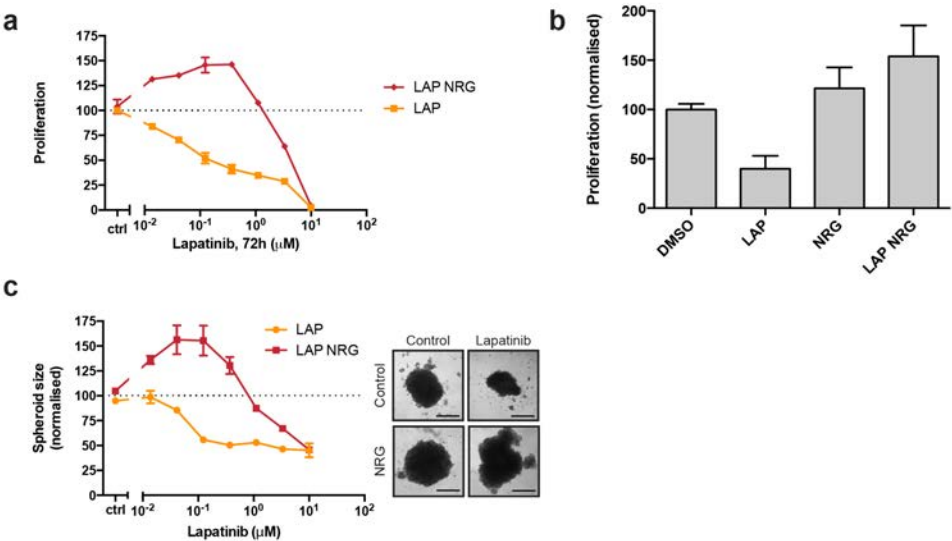 a
Proliferation
175
150
125
100
75
50
25
0
ctrl 10-2 10-1 100 101 102
Lapatinib, 72h (μM)
LAP NRG
LAP
b
Proliferation (normalised)
200
150
100
50
0
DMSO
LAP
NRG
LAP NRG
c
Spheroid size
(normalised)
175
150
125
100
75
50
25
0
ctrl 10-2 10-1 100 101 102
Lapatinib (μM)
LAP
LAP NRG
Control Lapatinib
Control
NRG